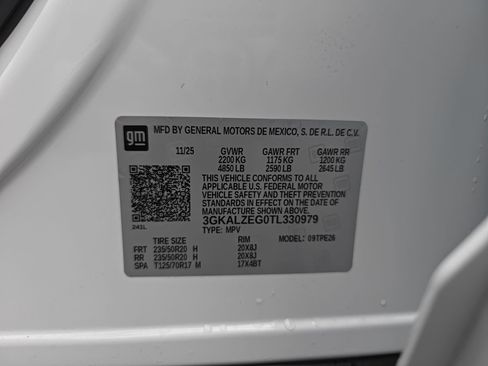 gm
MFD BY GENERAL MOTORS DE MEXICO, S. DE R.L. DE C.V.
11/25 GVWR GAWR FRT GAWR RR
2200 KG 1175 KG 1200 KG
4850 LB 2590 LB 2645 LB
THIS VEHICLE CONFORMS TO ALL
APPLICABLE U.S. FEDERAL MOTOR
VEHICLE SAFETY AND THEFT PREVENTION
STANDARDS IN EFFECT ON THE DATE OF
MANUFACTURE SHOWN ABOVE.
3GKALZEG0TL330979
241L TYPE: MPV
TIRE SIZE RIM MODEL: 09TPE26
FRT 235/50R20 H 20X8J
RR 235/50R20 H 20X8J
SPA T125/70R17 M 17X4BT